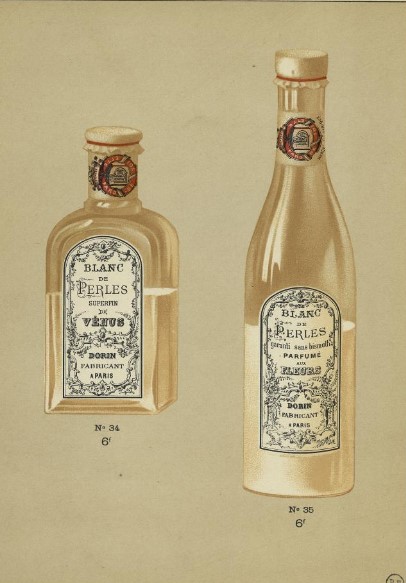 BLANC
DE
PERLES
SUPERFIN
DE
VÉNUS
DORIN
FABRICANT
A PARIS
Nº 34
6f
BLANC
DE
PERLES
garanti sans bismuth
PARFUMÉ
AUX
FLEURS
DORIN
FABRICANT
A PARIS
Nº 35
6f